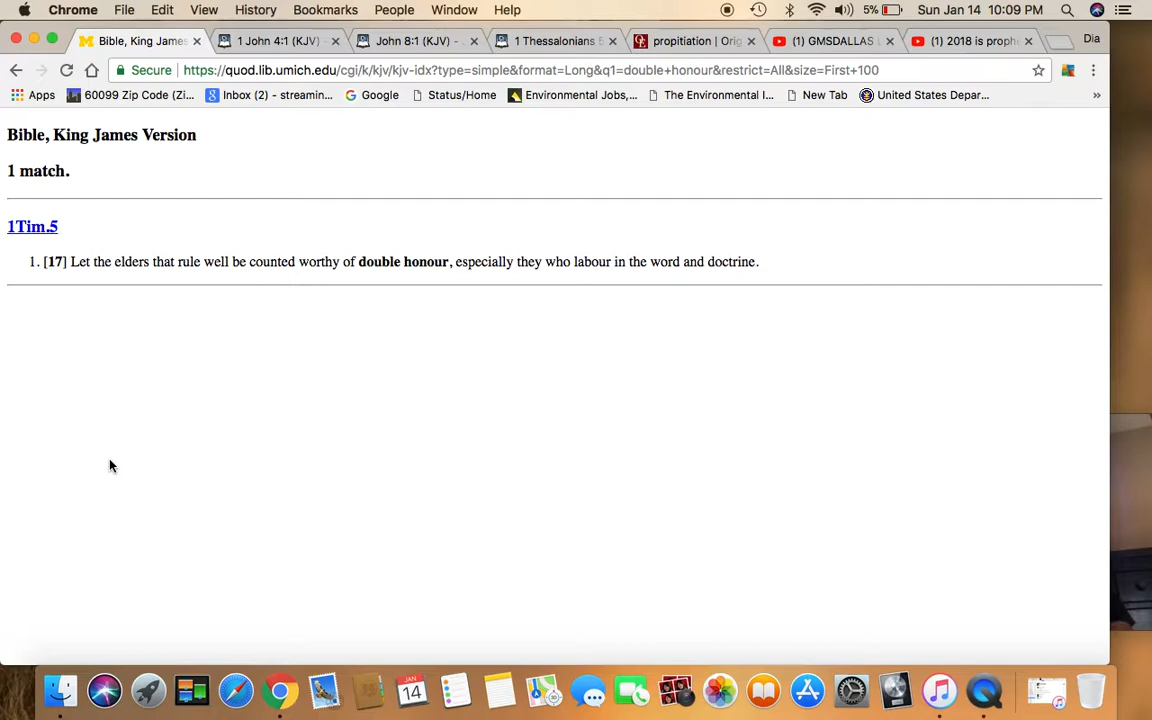 Chrome File Edit View History Bookmarks People Window Help 5% Sun Jan 14 10:09 PM
Bible, King James 1 John 4:1 (KJV) - John 8:1 (KJV) - 1 Thessalonians 5 propitiation | Orig (1) GMSDALLAS L (1) 2018 is prophe Dia
Secure https://quod.lib.umich.edu/cgi/k/kjv/kjv-idx?type=simple&format=Long&q1=double+honour&restrict=All&size=First+100
Apps 60099 Zip Code (Zi... Inbox (2) - streamin... Google Status/Home Environmental Jobs,... The Environmental I... New Tab United States Depar... »
Bible, King James Version
1 match.
1Tim.5
1. [17] Let the elders that rule well be counted worthy of double honour, especially they who labour in the word and doctrine.
JAN
14